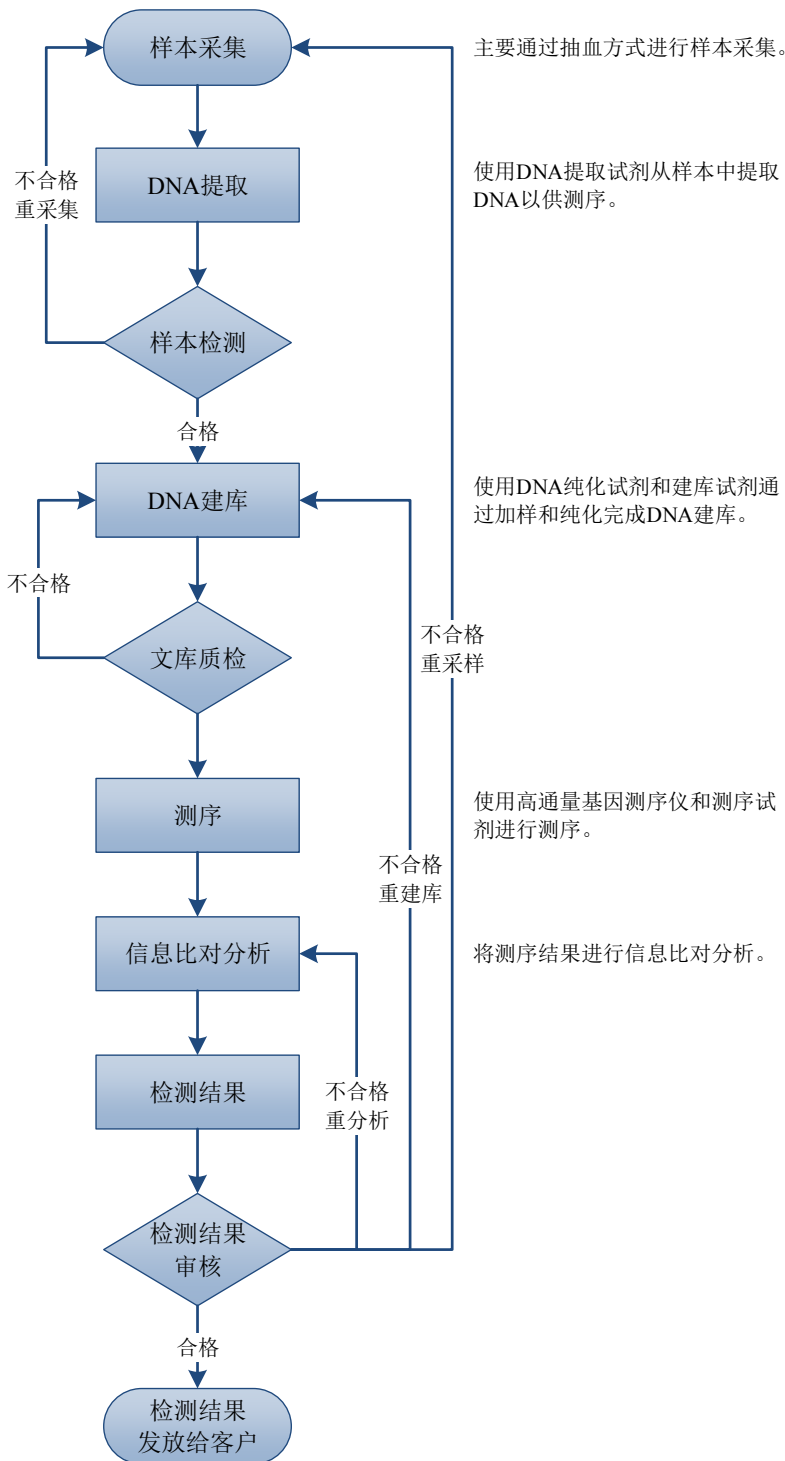 样本采集
主要通过抽血方式进行样本采集。
不合格
重采集
DNA提取
使用DNA提取试剂从样本中提取
DNA以供测序。
样本检测
合格
DNA建库
使用DNA纯化试剂和建库试剂通
过加样和纯化完成DNA建库。
不合格
文库质检
不合格
重采样
测序
使用高通量基因测序仪和测序试
剂进行测序。
不合格
重建库
信息比对分析
将测序结果进行信息比对分析。
检测结果
不合格
重分析
检测结果
审核
合格
检测结果
发放给客户